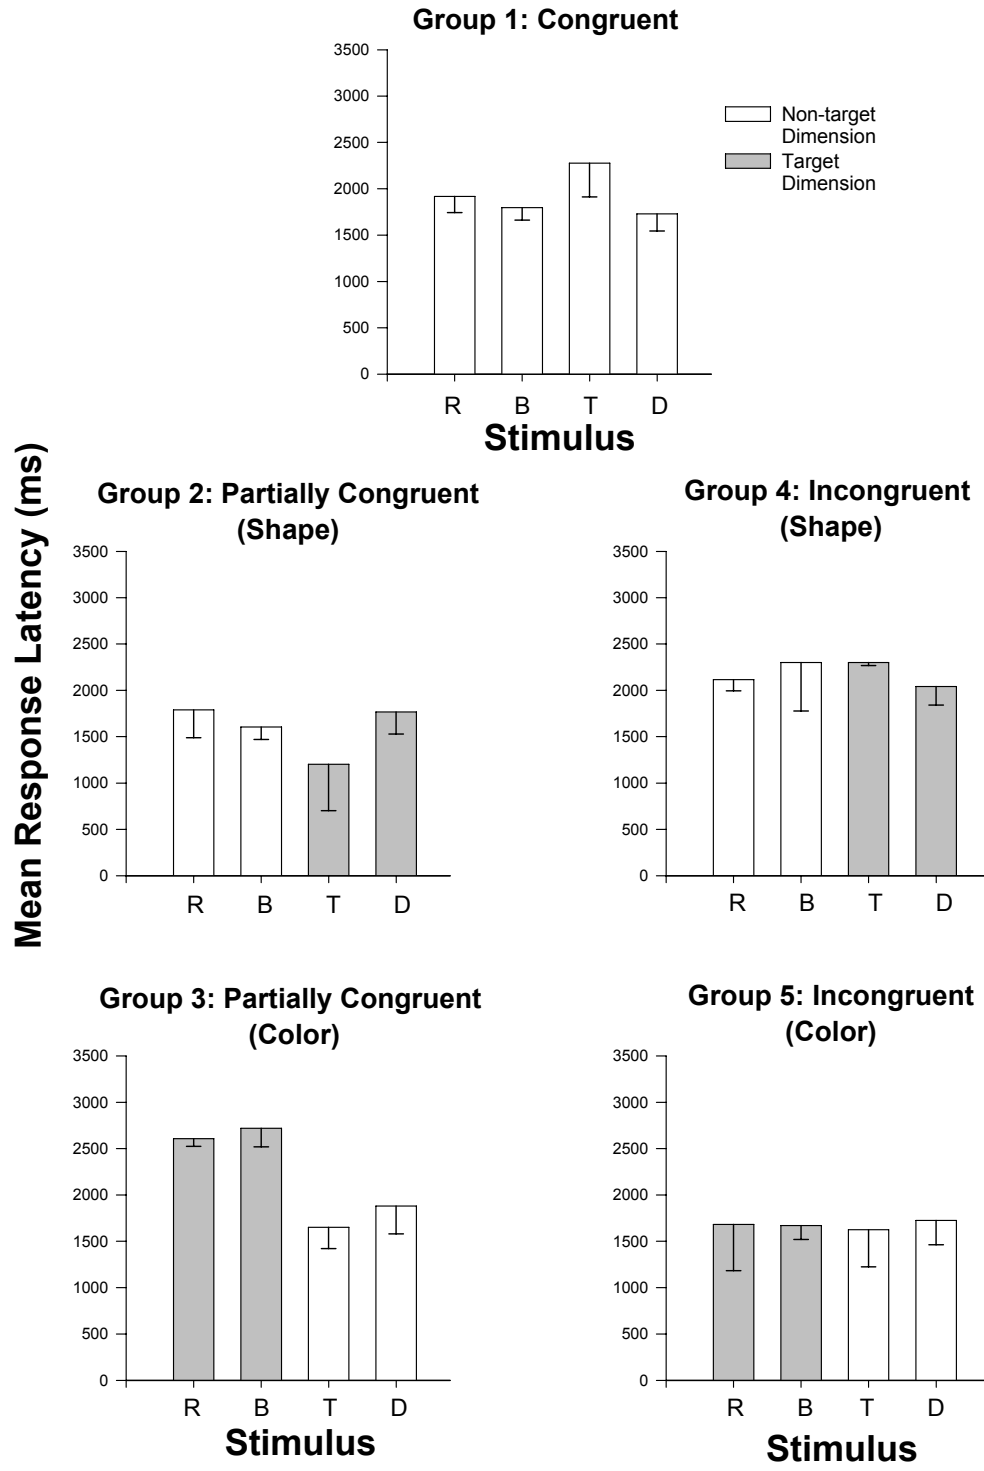 Group 1: Congruent
3500
3000
2500
2000
1500
1000
500
0
R B T D
Stimulus
Non-target
Dimension
Target
Dimension
Mean Response Latency (ms)
Group 2: Partially Congruent
(Shape)
3500
3000
2500
2000
1500
1000
500
0
R B T D
Group 4: Incongruent
(Shape)
3500
3000
2500
2000
1500
1000
500
0
R B T D
Group 3: Partially Congruent
(Color)
3500
3000
2500
2000
1500
1000
500
0
R B T D
Stimulus
Group 5: Incongruent
(Color)
3500
3000
2500
2000
1500
1000
500
0
R B T D
Stimulus